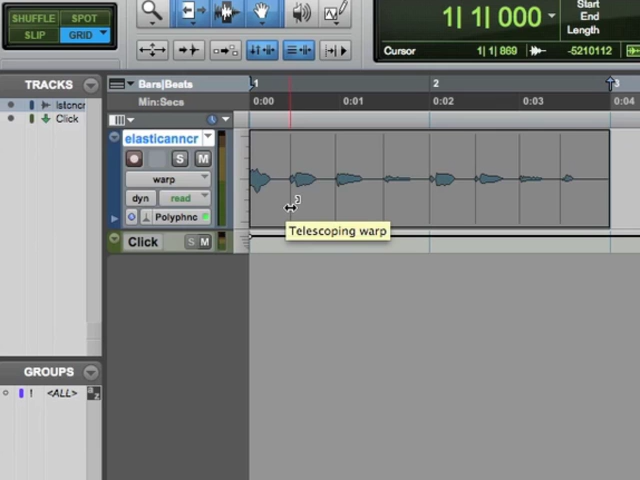 SHUFFLE SPOT
SLIP GRID
1| 1| 000
Start
End
Length
Cursor 1| 1| 869 -5210112
TRACKS
Click
Bars|Beats 1 2 3
Min:Secs 0:00 0:01 0:02 0:03 0:04
elasticanncr
S M
warp
dyn read
Polyphnc
Telescoping warp
Click S M
GROUPS
! <ALL>